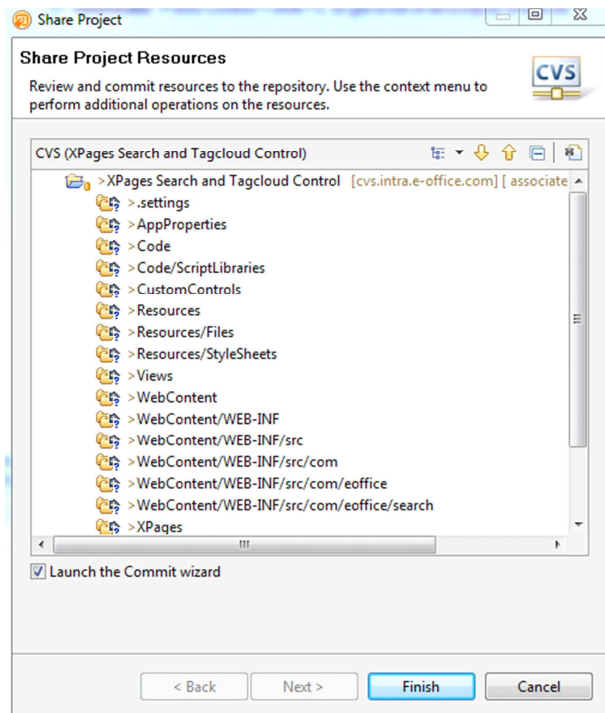 Share Project
Share Project Resources
Review and commit resources to the repository. Use the context menu to
perform additional operations on the resources.
CVS
CVS (XPages Search and Tagcloud Control)
>XPages Search and Tagcloud Control [cvs.intra.e-office.com] [ associate
>.settings
>AppProperties
>Code
>Code/ScriptLibraries
>CustomControls
>Resources
>Resources/Files
>Resources/StyleSheets
>Views
>WebContent
>WebContent/WEB-INF
>WebContent/WEB-INF/src
>WebContent/WEB-INF/src/com
>WebContent/WEB-INF/src/com/eoffice
>WebContent/WEB-INF/src/com/eoffice/search
>XPages
Launch the Commit wizard
< Back Next > Finish Cancel